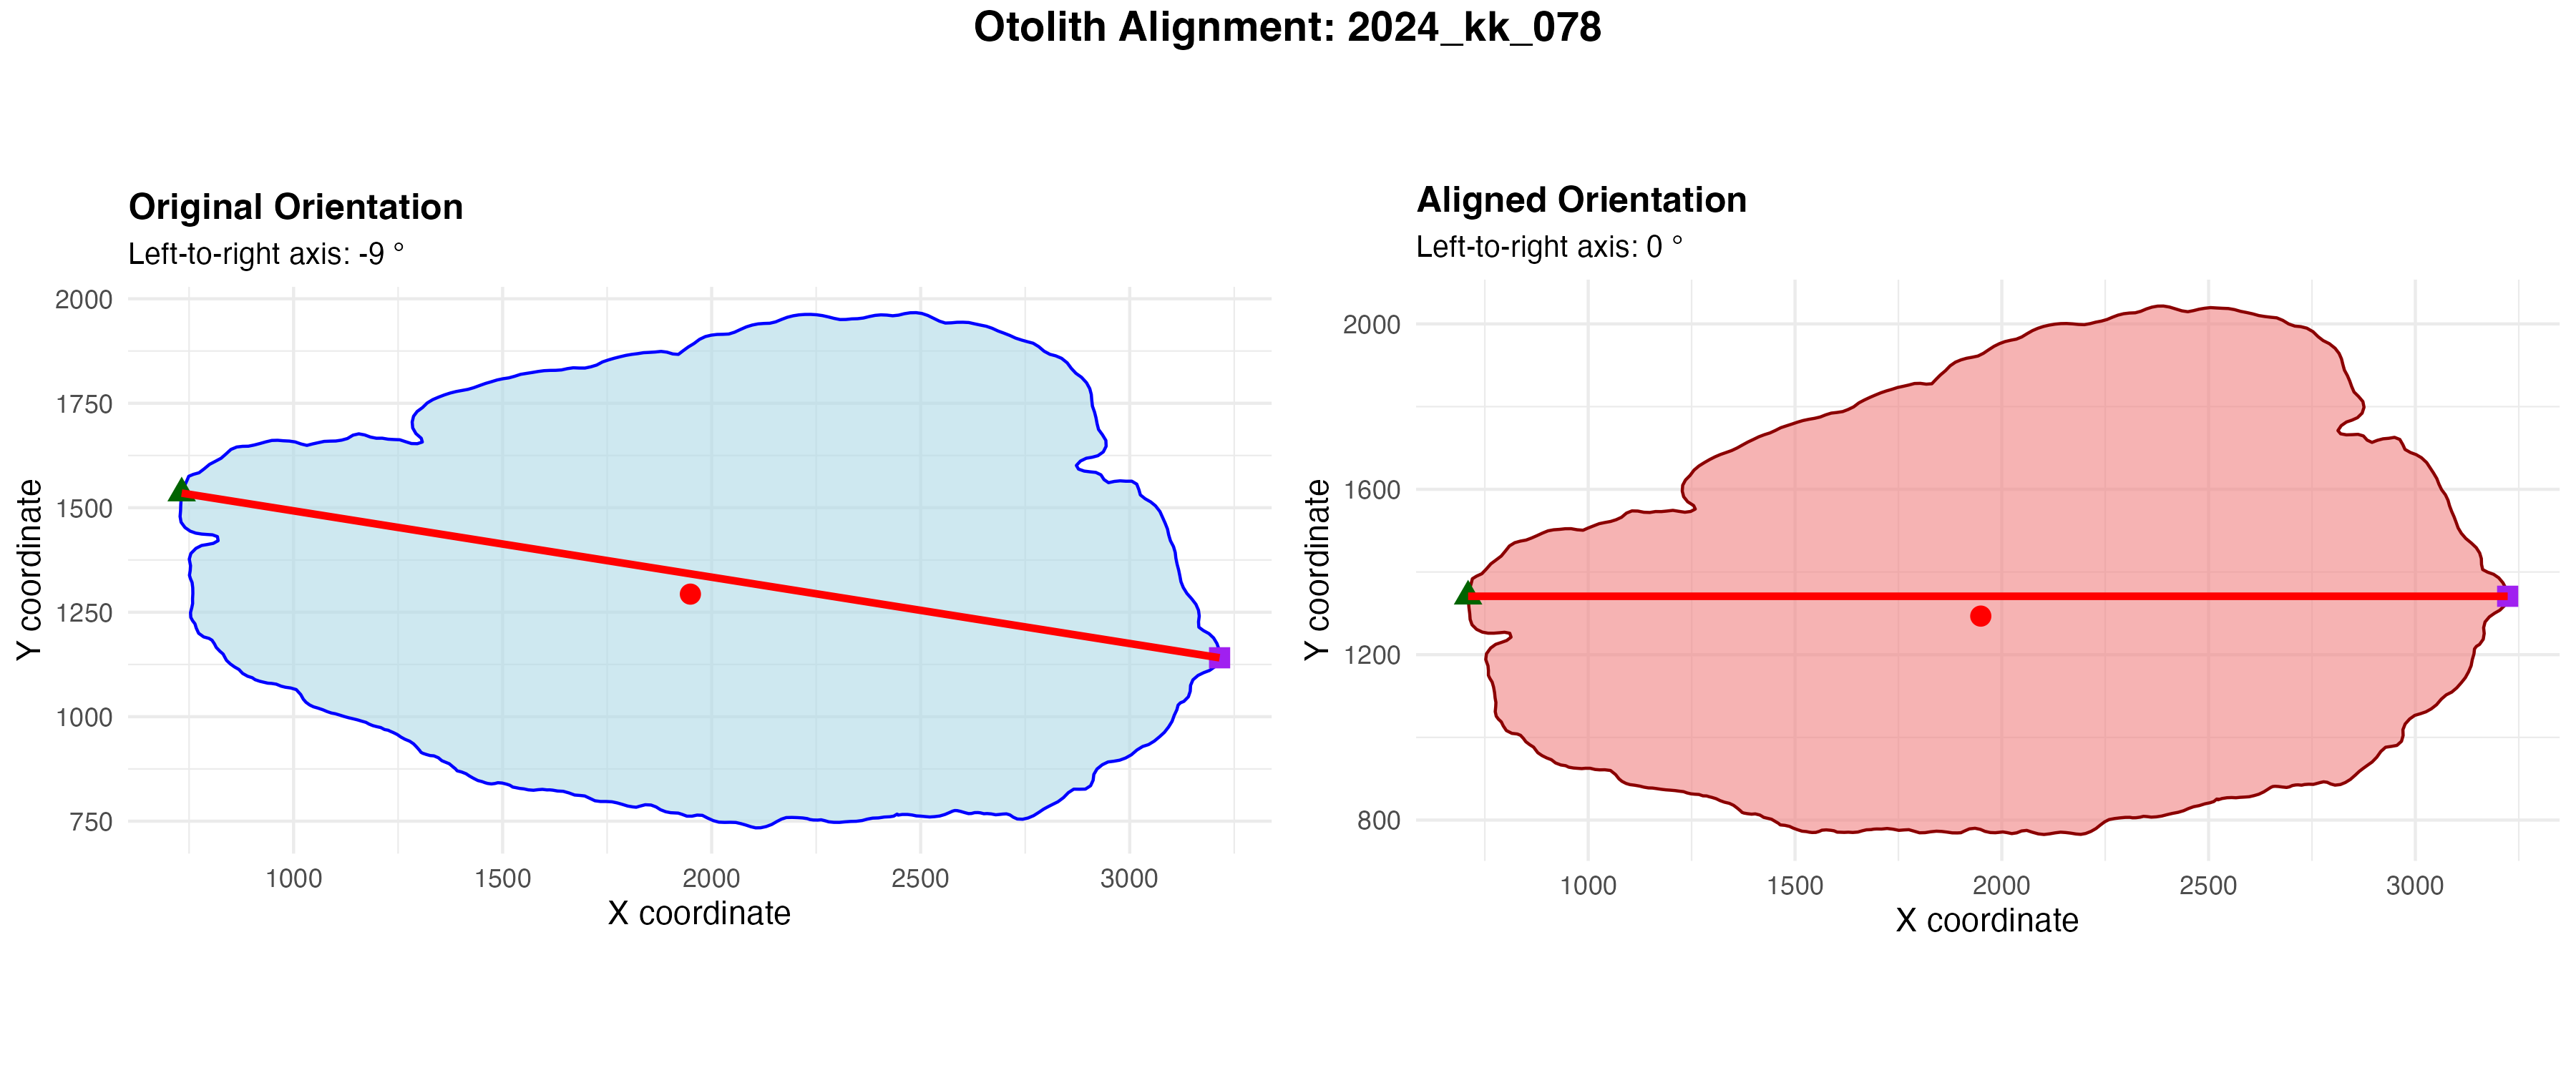 Otolith Alignment: 2024_kk_078
Original Orientation
Left-to-right axis: -9 °
2000
1750
1500
1250
1000
750
Y coordinate
1000 1500 2000 2500 3000
X coordinate
Aligned Orientation
Left-to-right axis: 0 °
2000
1600
1200
800
Y coordinate
1000 1500 2000 2500 3000
X coordinate